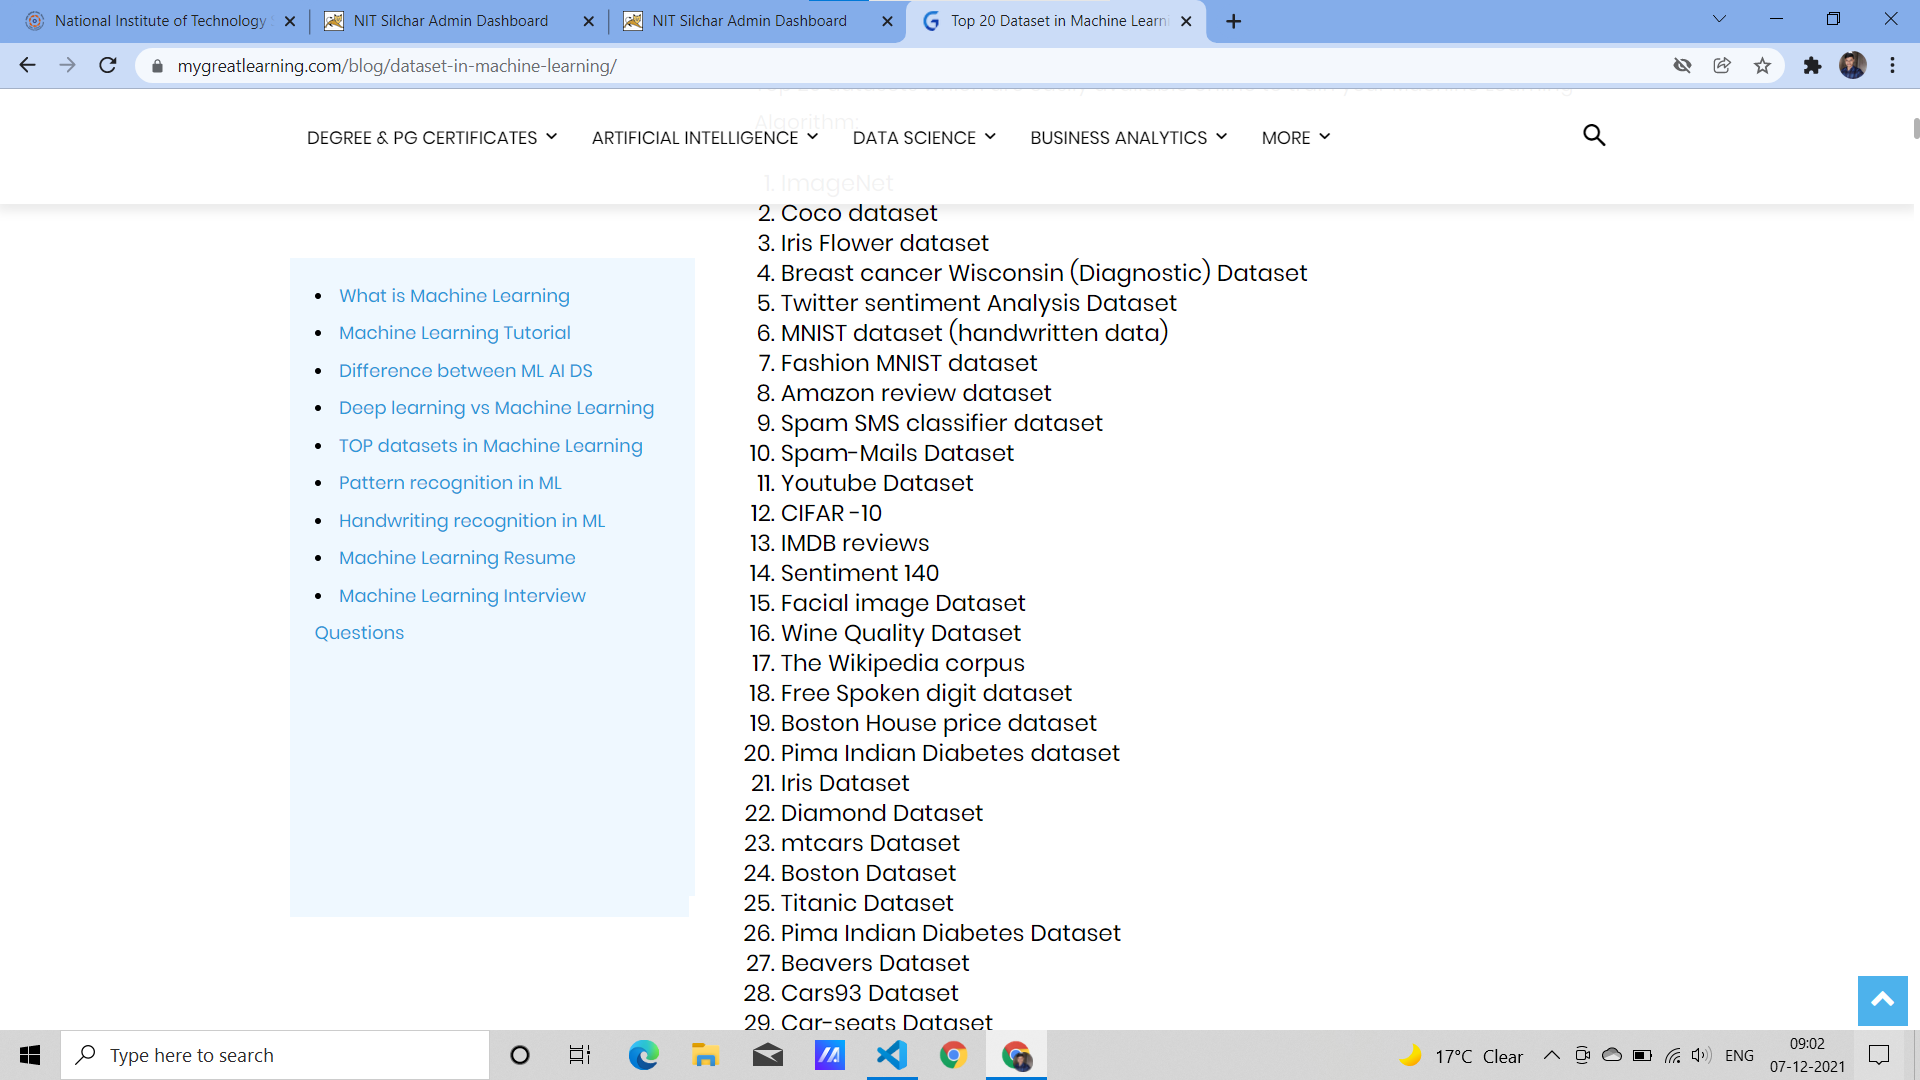 National Institute of Technology
NIT Silchar Admin Dashboard
NIT Silchar Admin Dashboard
Top 20 Dataset in Machine Learni
mygreatlearning.com/blog/dataset-in-machine-learning/
Algorithm:
DEGREE & PG CERTIFICATES
ARTIFICIAL INTELLIGENCE
DATA SCIENCE
BUSINESS ANALYTICS
MORE
1. ImageNet
2. Coco dataset
3. Iris Flower dataset
4. Breast cancer Wisconsin (Diagnostic) Dataset
5. Twitter sentiment Analysis Dataset
6. MNIST dataset (handwritten data)
7. Fashion MNIST dataset
8. Amazon review dataset
9. Spam SMS classifier dataset
10. Spam-Mails Dataset
11. Youtube Dataset
12. CIFAR -10
13. IMDB reviews
14. Sentiment 140
15. Facial image Dataset
16. Wine Quality Dataset
17. The Wikipedia corpus
18. Free Spoken digit dataset
19. Boston House price dataset
20. Pima Indian Diabetes dataset
21. Iris Dataset
22. Diamond Dataset
23. mtcars Dataset
24. Boston Dataset
25. Titanic Dataset
26. Pima Indian Diabetes Dataset
27. Beavers Dataset
28. Cars93 Dataset
29. Car-seats Dataset
• What is Machine Learning
• Machine Learning Tutorial
• Difference between ML AI DS
• Deep learning vs Machine Learning
• TOP datasets in Machine Learning
• Pattern recognition in ML
• Handwriting recognition in ML
• Machine Learning Resume
• Machine Learning Interview
Questions
Type here to search
17°C Clear
ENG
09:02
07-12-2021